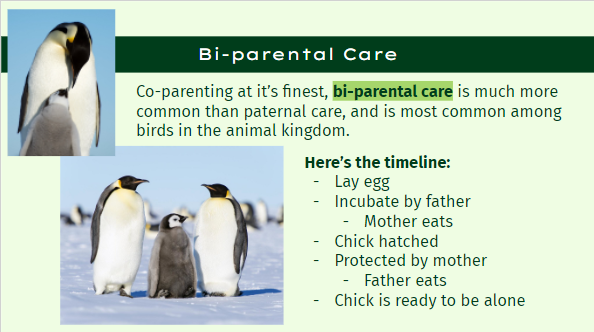 Bi-parental Care
Co-parenting at it's finest, bi-parental care is much more
common than paternal care, and is most common among
birds in the animal kingdom.
Here's the timeline:
- Lay egg
- Incubate by father
- Mother eats
- Chick hatched
- Protected by mother
- Father eats
- Chick is ready to be alone